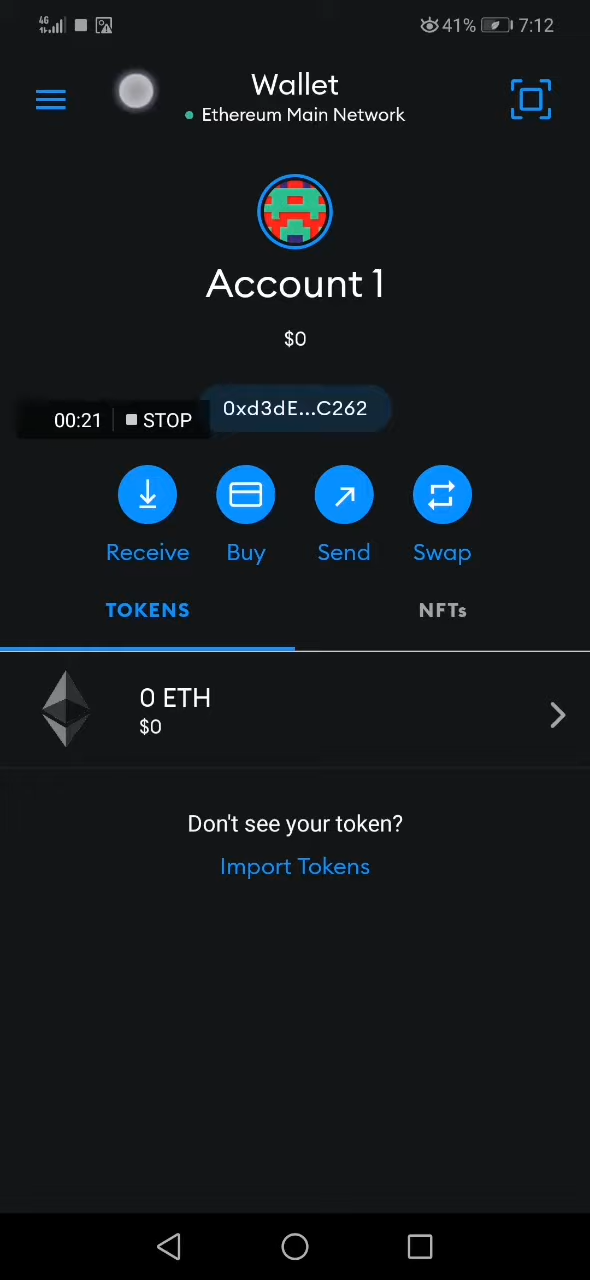 4G 41% 7:12
Wallet
Ethereum Main Network
Account 1
$0
0xd3dE...C262
00:21 STOP
Receive Buy Send Swap
TOKENS NFTs
0 ETH
$0
Don't see your token?
Import Tokens